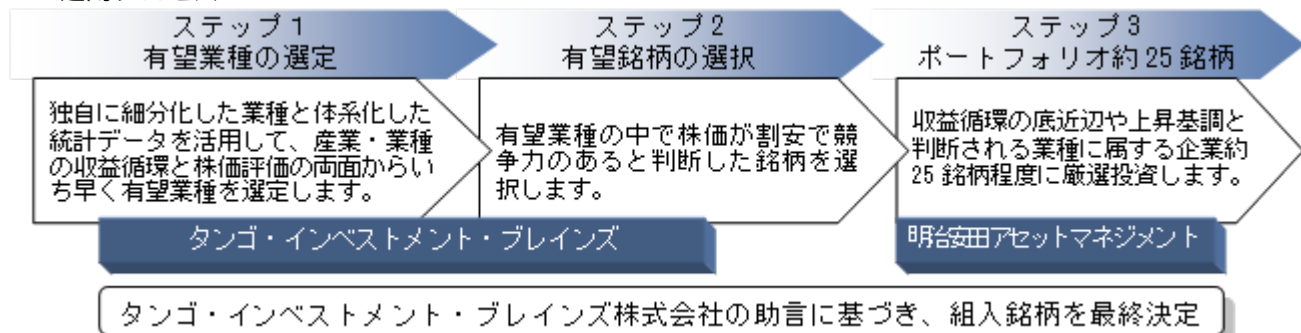 ステップ1
有望業種の選定
ステップ2
有望銘柄の選択
ステップ3
ポートフォリオ約25銘柄
独自に細分化した業種と体系化した
統計データを活用して、産業・業種
の収益循環と株価評価の両面からい
ち早く有望業種を選定します。
有望業種の中で株価が割安で競
争力のあると判断した銘柄を選
択します。
収益循環の底近辺や上昇基調と
判断される業種に属する企業約
25銘柄程度に厳選投資します。
タンゴ・インベストメント・ブレインズ
明治安田アセットマネジメント
タンゴ・インベストメント・ブレインズ株式会社の助言に基づき、組入銘柄を最終決定